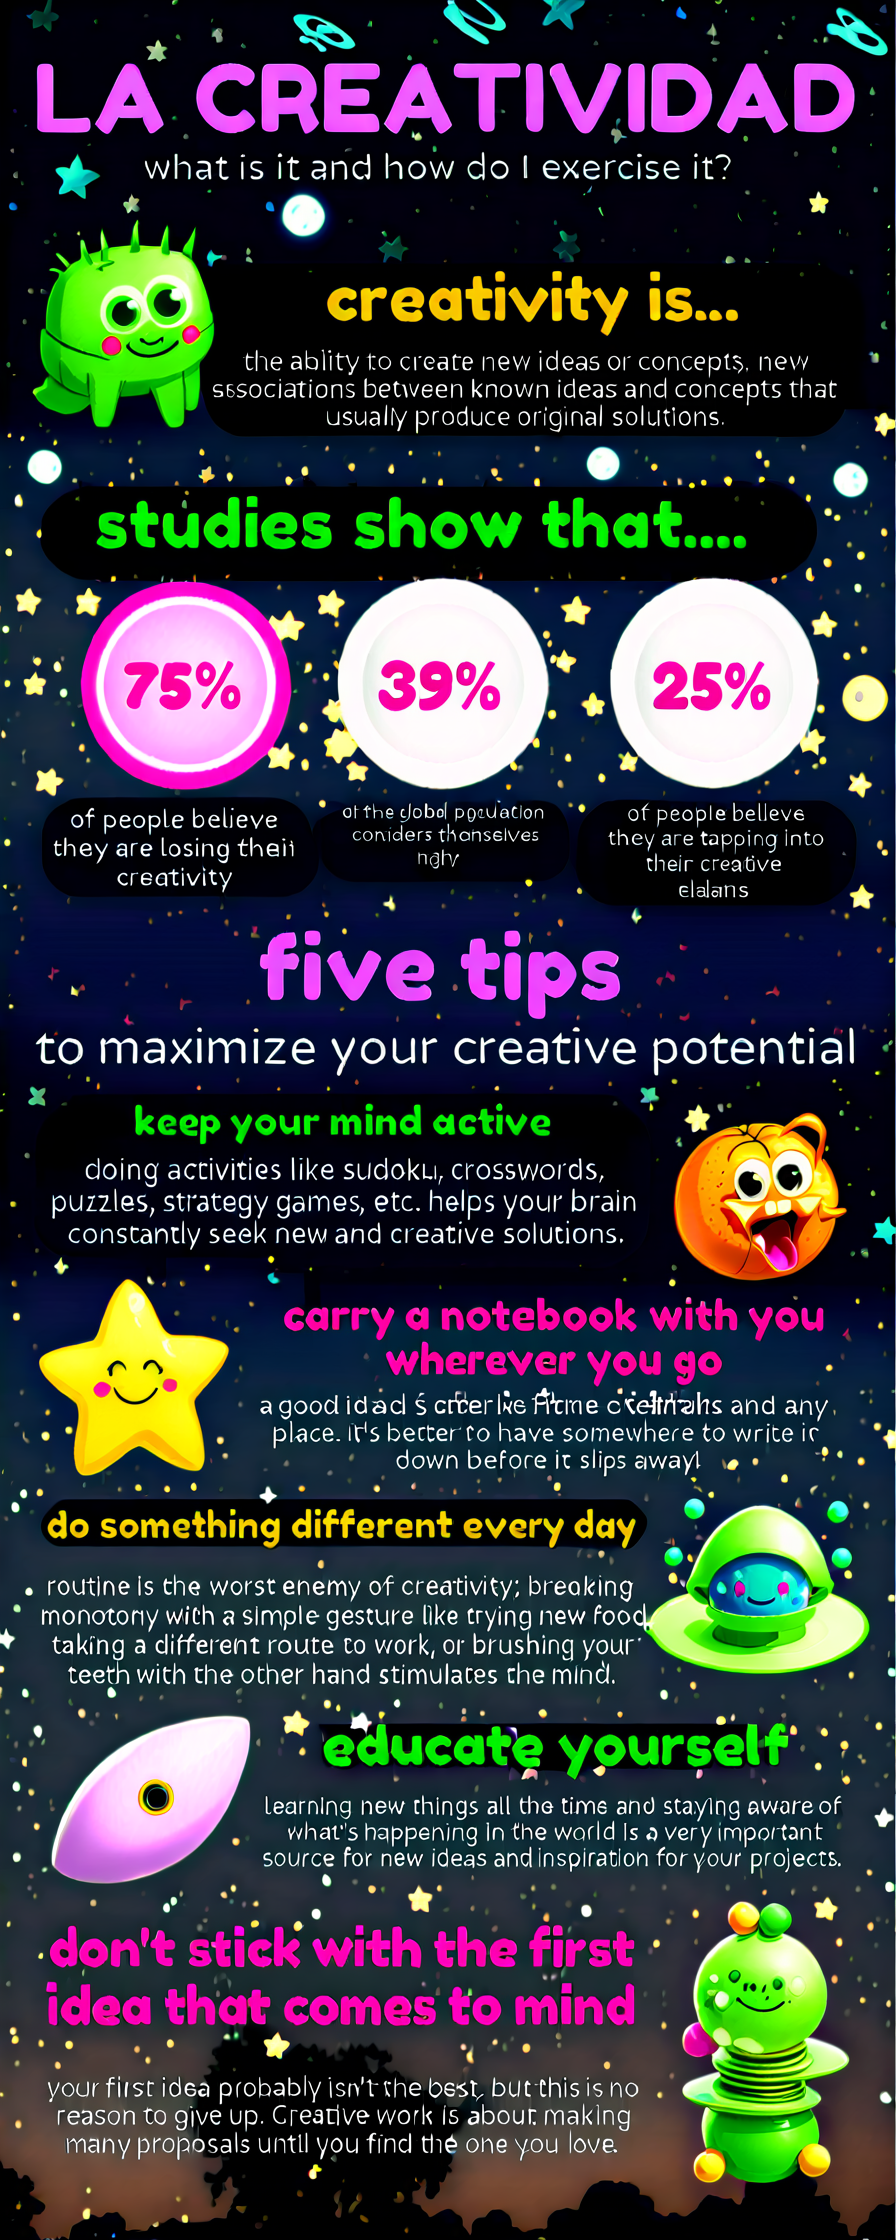 LA CREATIVIDAD
what is it and how do I exercise it?
creativity is...
the ability to create new ideas or concepts, new
sssociations between known ideas and concepts that
usually produce original solutions.
studies show that....
75%
39%
25%
of people believe
they are losing their
creativity
of the global population
coniders thanselves
of people believe
they are tapping into
their creative
elalans
five tips
to maximize your creative potential
keep your mind active
doing activities like sudoku, crosswords,
puzzles, strategy games, etc. helps your brain
constantly seek new and creative solutions.
carry a notebook with you
wherever you go
a good and any
place. it's better to have somewhere to write it
down before it slips away!
do something different every day
routine is the worst enemy of creativity; breaking
monotony with a simple gesture like trying new food,
taking a different route to work, or brushing your
teeth with the other hand stimulates the mind.
educate yourself
learning new things all the time and staying aware of
what's happening in the world is a very important
source for new ideas and inspiration for your projects.
don't stick with the first
idea that comes to mind
your first idea probably isn't the best, but this is no
reason to give up. Creative work is about making
many proposals until you find the one you love.